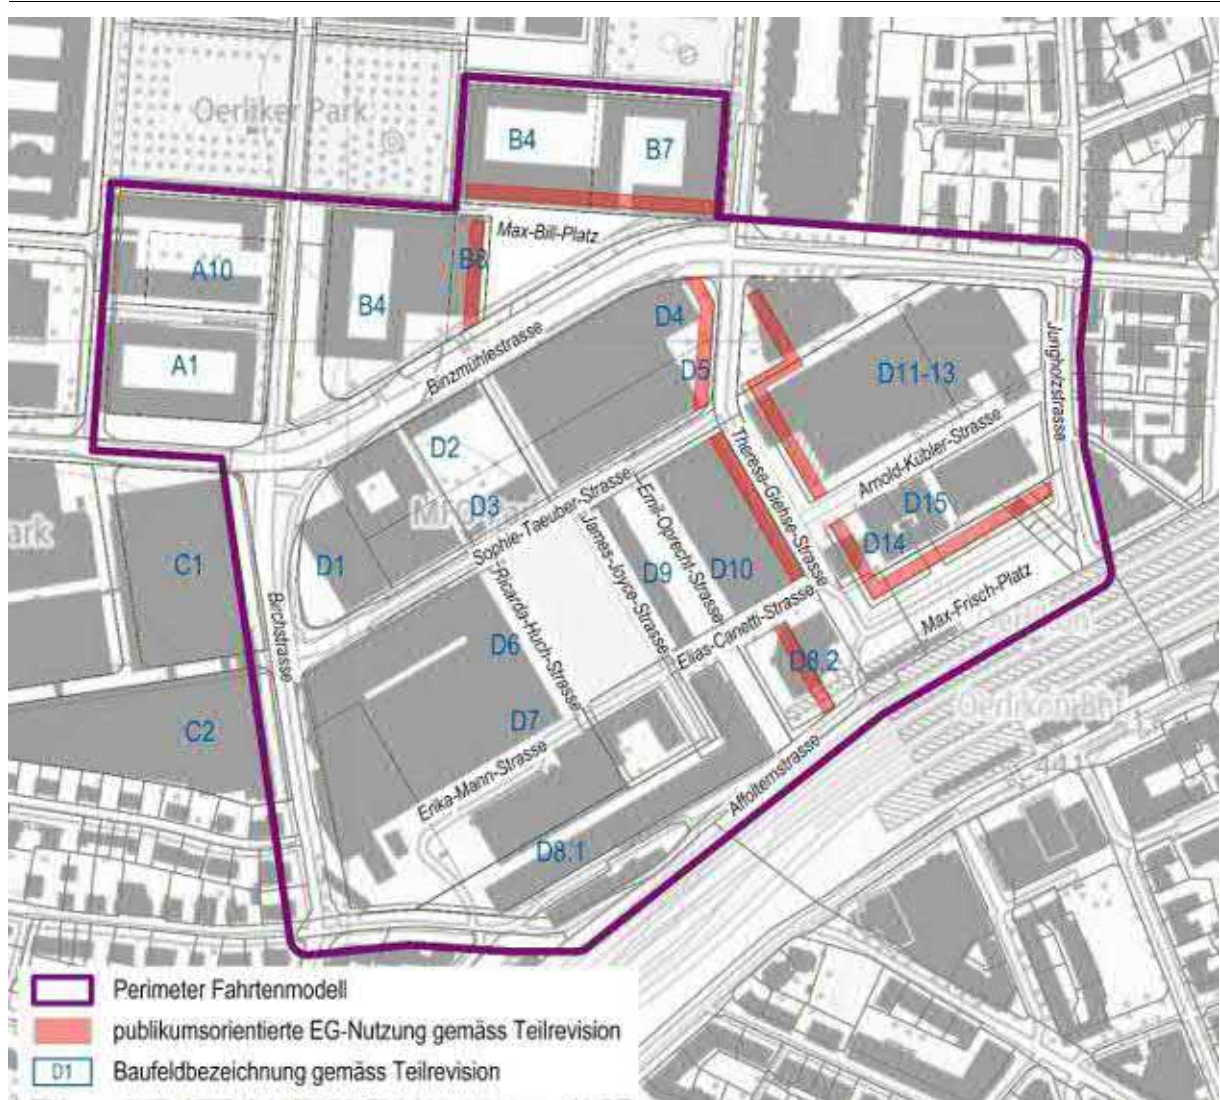 Oerliker Park
B4
B7
Max-Bill-Platz
A10
B6
B4
D4
Binzmühlestrasse
A1
D5
D11-13
Jungholzstrasse
D2
Therese-Giehse-Strasse
Arnold-Kübler-Strasse
D3
Sophie-Taeuber-Strasse
Emil-Oprecht-Strasse
D15
ark
James-Joyce-Strasse
D14
C1
D1
D9
D10
Ricarda-Huch-Strasse
Max-Frisch-Platz
Birchstrasse
Elias-Canetti-Strasse
D6
D8.2
C2
D7
Erika-Mann-Strasse
Affolternstrasse
D8.1
Perimeter Fahrtenmodell
publikumsorientierte EG-Nutzung gemäss Teilrevision
D1
Baufeldbezeichnung gemäss Teilrevision